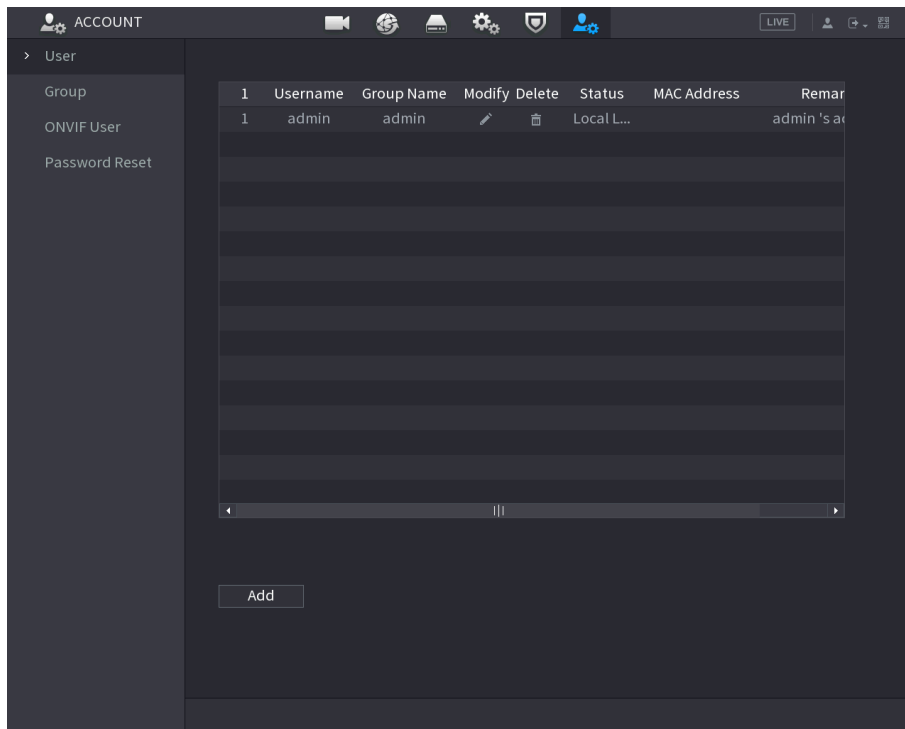 ACCOUNT LIVE
User
Group
ONVIF User
Password Reset
1 Username Group Name Modify Delete Status MAC Address Remar
1 admin admin Local L... admin 's a
Add